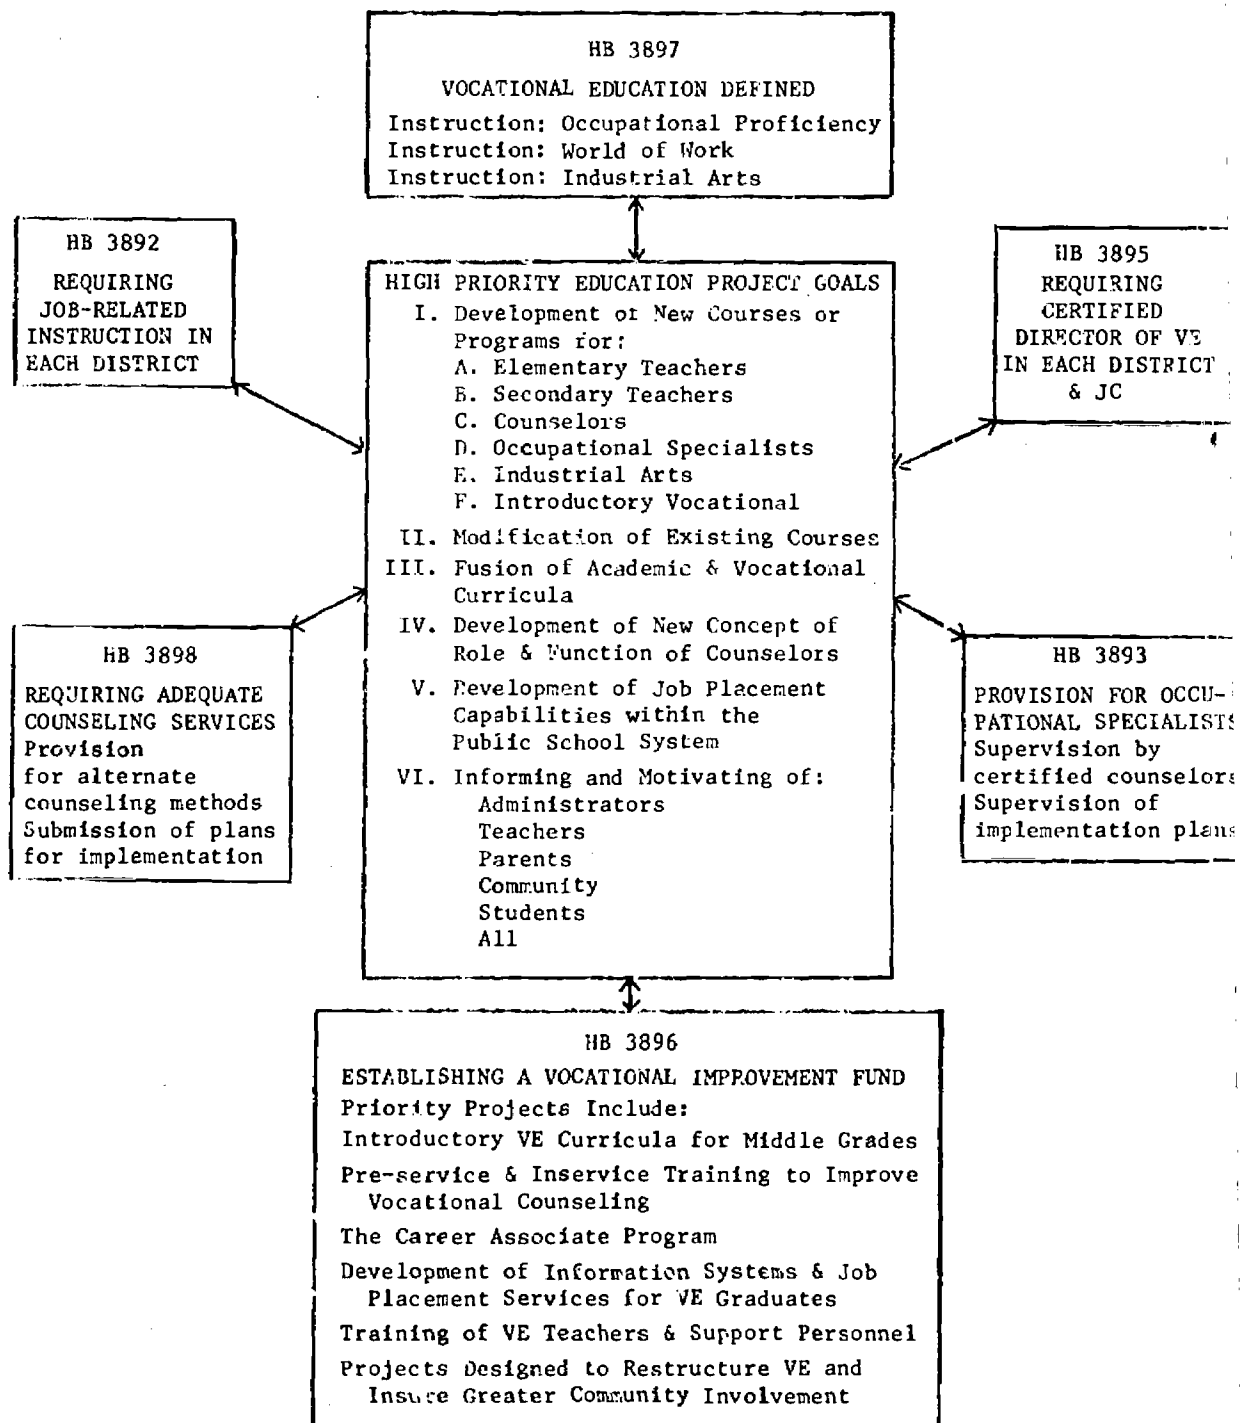 HB 3897
VOCATIONAL EDUCATION DEFINED
Instruction: Occupational Proficiency
Instruction: World of Work
Instruction: Industrial Arts
HB 3892
REQUIRING
JOB-RELATED
INSTRUCTION IN
EACH DISTRICT
HIGH PRIORITY EDUCATION PROJECT GOALS
I. Development of New Courses or
Programs for:
A. Elementary Teachers
B. Secondary Teachers
C. Counselors
D. Occupational Specialists
E. Industrial Arts
F. Introductory Vocational
II. Modification of Existing Courses
III. Fusion of Academic & Vocational
Curricula
IV. Development of New Concept of
Role & Function of Counselors
V. Development of Job Placement
Capabilities within the
Public School System
VI. Informing and Motivating of:
Administrators
Teachers
Parents
Community
Students
All
HB 3895
REQUIRING
CERTIFIED
DIRECTOR OF VE
IN EACH DISTRICT
& JC
HB 3898
REQUIRING ADEQUATE
COUNSELING SERVICES
Provision
for alternate
counseling methods
Submission of plans
for implementation
HB 3893
PROVISION FOR OCCU-
PATIONAL SPECIALISTS
Supervision by
certified counselors
Supervision of
implementation plans
HB 3896
ESTABLISHING A VOCATIONAL IMPROVEMENT FUND
Priority Projects Include:
Introductory VE Curricula for Middle Grades
Pre-service & Inservice Training to Improve
Vocational Counseling
The Career Associate Program
Development of Information Systems & Job
Placement Services for VE Graduates
Training of VE Teachers & Support Personnel
Projects Designed to Restructure VE and
Insure Greater Community Involvement